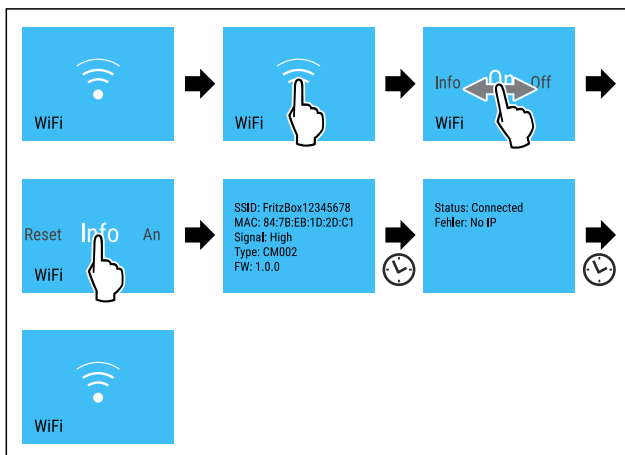 WiFi
WiFi
Info On Off
WiFi
Reset Info An
WiFi
SSID: FritzBox12345678
MAC: 84:7B:EB:1D:2D:C1
Signal: High
Type: CM002
FW: 1.0.0
Status: Connected
Fehler: No IP
WiFi